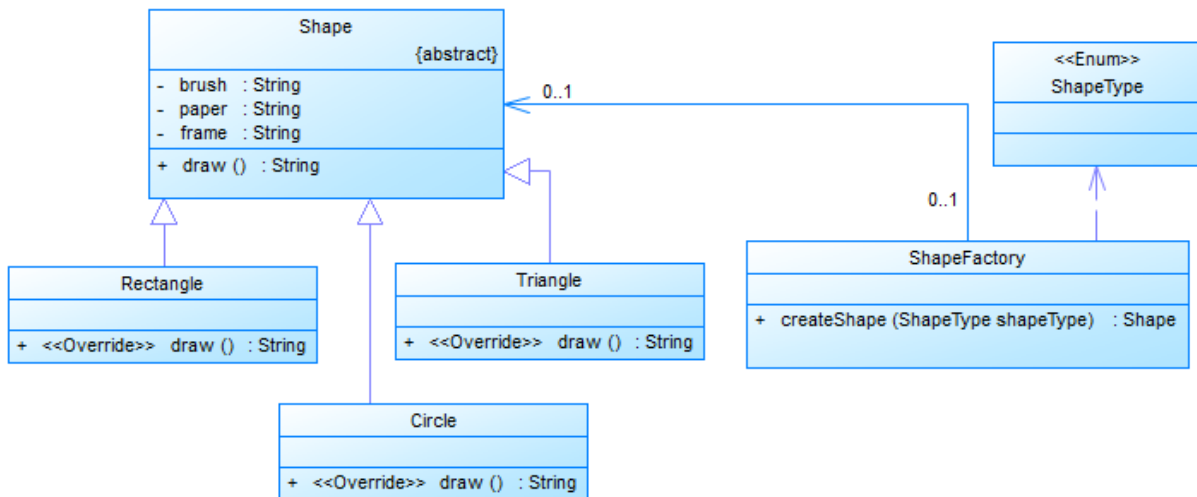 Shape
{abstract}
- brush : String
- paper : String
- frame : String
+ draw () : String
0..1
0..1
<<Enum>>
ShapeType
ShapeFactory
+ createShape (ShapeType shapeType) : Shape
Rectangle
+ <<Override>> draw () : String
Triangle
+ <<Override>> draw () : String
Circle
+ <<Override>> draw () : String